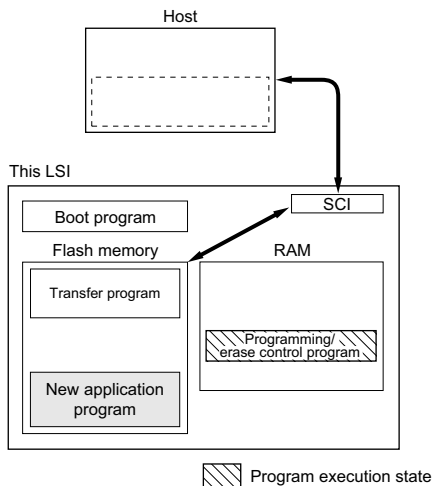 Host
This LSI
SCI
Boot program
Flash memory
RAM
Transfer program
Programming/
erase control program
New application
program
Program execution state